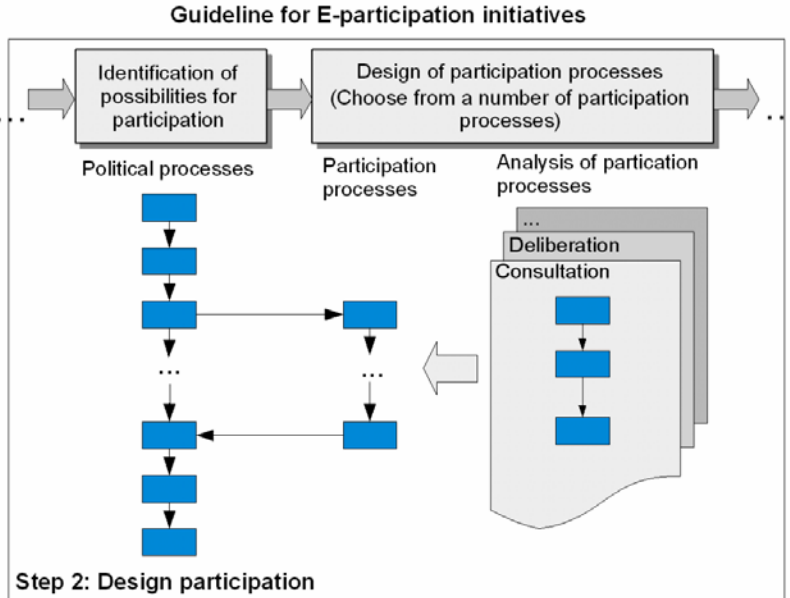 Guideline for E-participation initiatives
Identification of
possibilities for
participation
Design of participation processes
(Choose from a number of participation
processes)
...
..
Political processes
Participation
processes
Analysis of partication
processes
...
Deliberation
Consultation
...
...
Step 2: Design participation